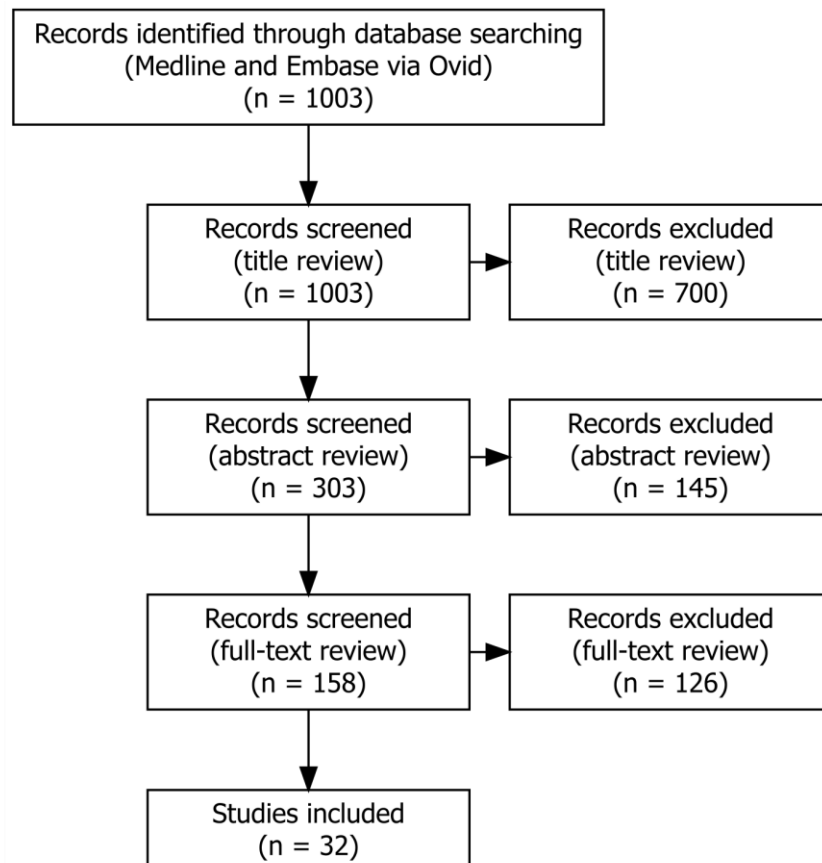 Records identified through database searching
(Medline and Embase via Ovid)
(n = 1003)
Records screened
(title review)
(n = 1003)
Records excluded
(title review)
(n = 700)
Records screened
(abstract review)
(n = 303)
Records excluded
(abstract review)
(n = 145)
Records screened
(full-text review)
(n = 158)
Records excluded
(full-text review)
(n = 126)
Studies included
(n = 32)